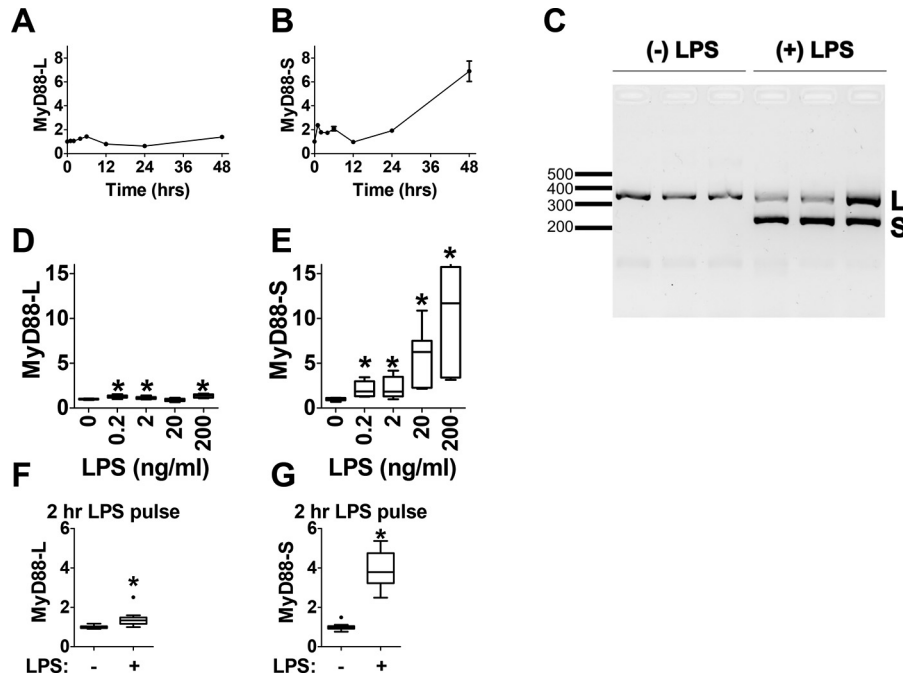 A
MyD88-L
8
6
4
2
0
0 12 24 36 48
Time (hrs)
B
MyD88-S
8
6
4
2
0
0 12 24 36 48
Time (hrs)
C
(-) LPS (+) LPS
500
400
300
200
L
S
D
MyD88-L
15
10
5
0
* * *
0 0.2 2 20 200
LPS (ng/ml)
E
MyD88-S
15
10
5
0
* * * *
0 0.2 2 20 200
LPS (ng/ml)
F
2 hr LPS pulse
MyD88-L
6
4
2
0
*
LPS: - +
G
2 hr LPS pulse
MyD88-S
6
4
2
0
*
LPS: - +